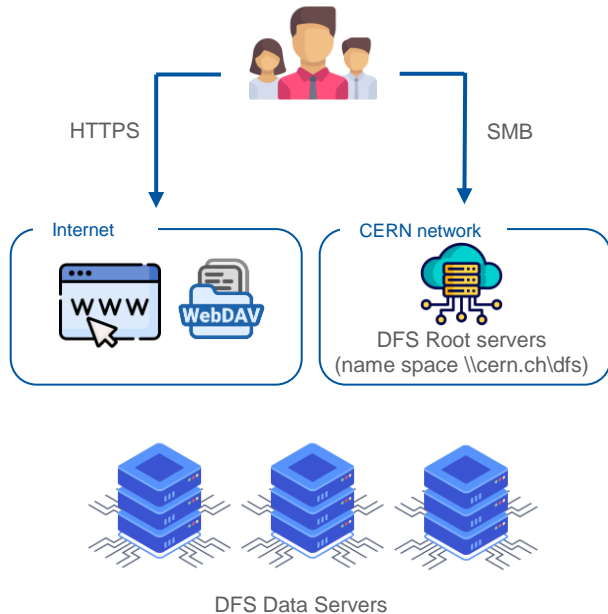 HTTPS
SMB
Internet
CERN network
WWW
WebDAV
DFS Root servers
(name space \\cern.ch\dfs)
DFS Data Servers